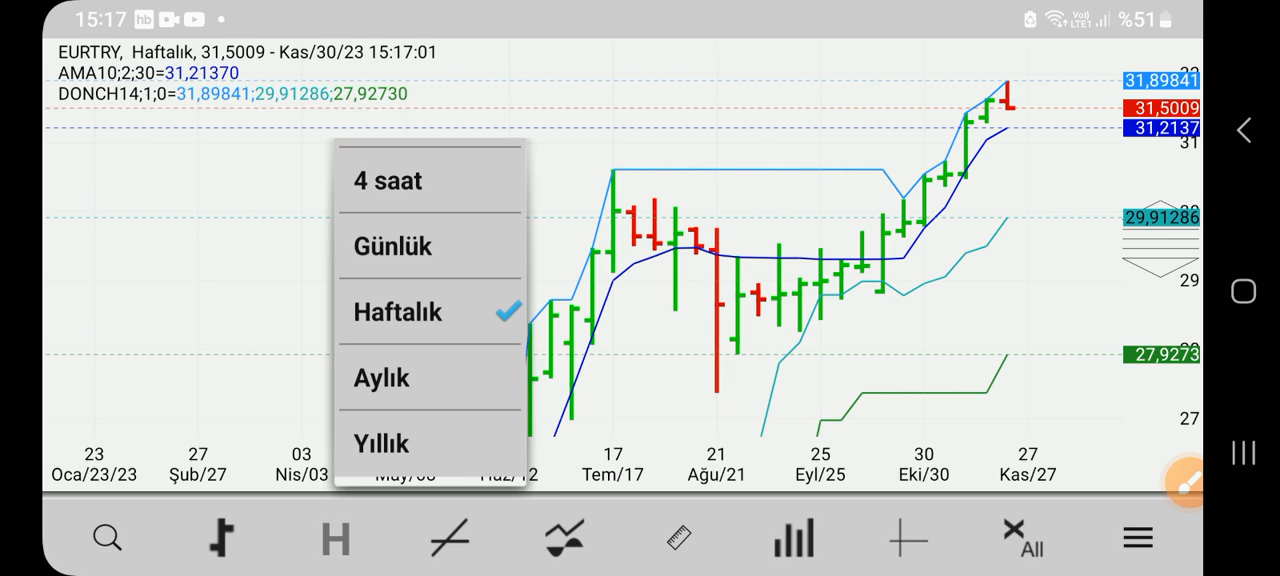 15:17 hb
Vo)) LTE1 %51
EURTRY, Haftalık, 31,5009 - Kas/30/23 15:17:01
AMA10;2;30=31,21370
DONCH14;1;0=31,89841;29,91286;27,92730
31,89841
31,5009
31,2137
31
29,91286
29
27,9273
27
4 saat
Günlük
Haftalık
Aylık
Yıllık
23 27 03 17 21 25 30 27
Oca/23/23 Şub/27 Nis/03 Tem/17 Ağu/21 Eyl/25 Eki/30 Kas/27
H
X All